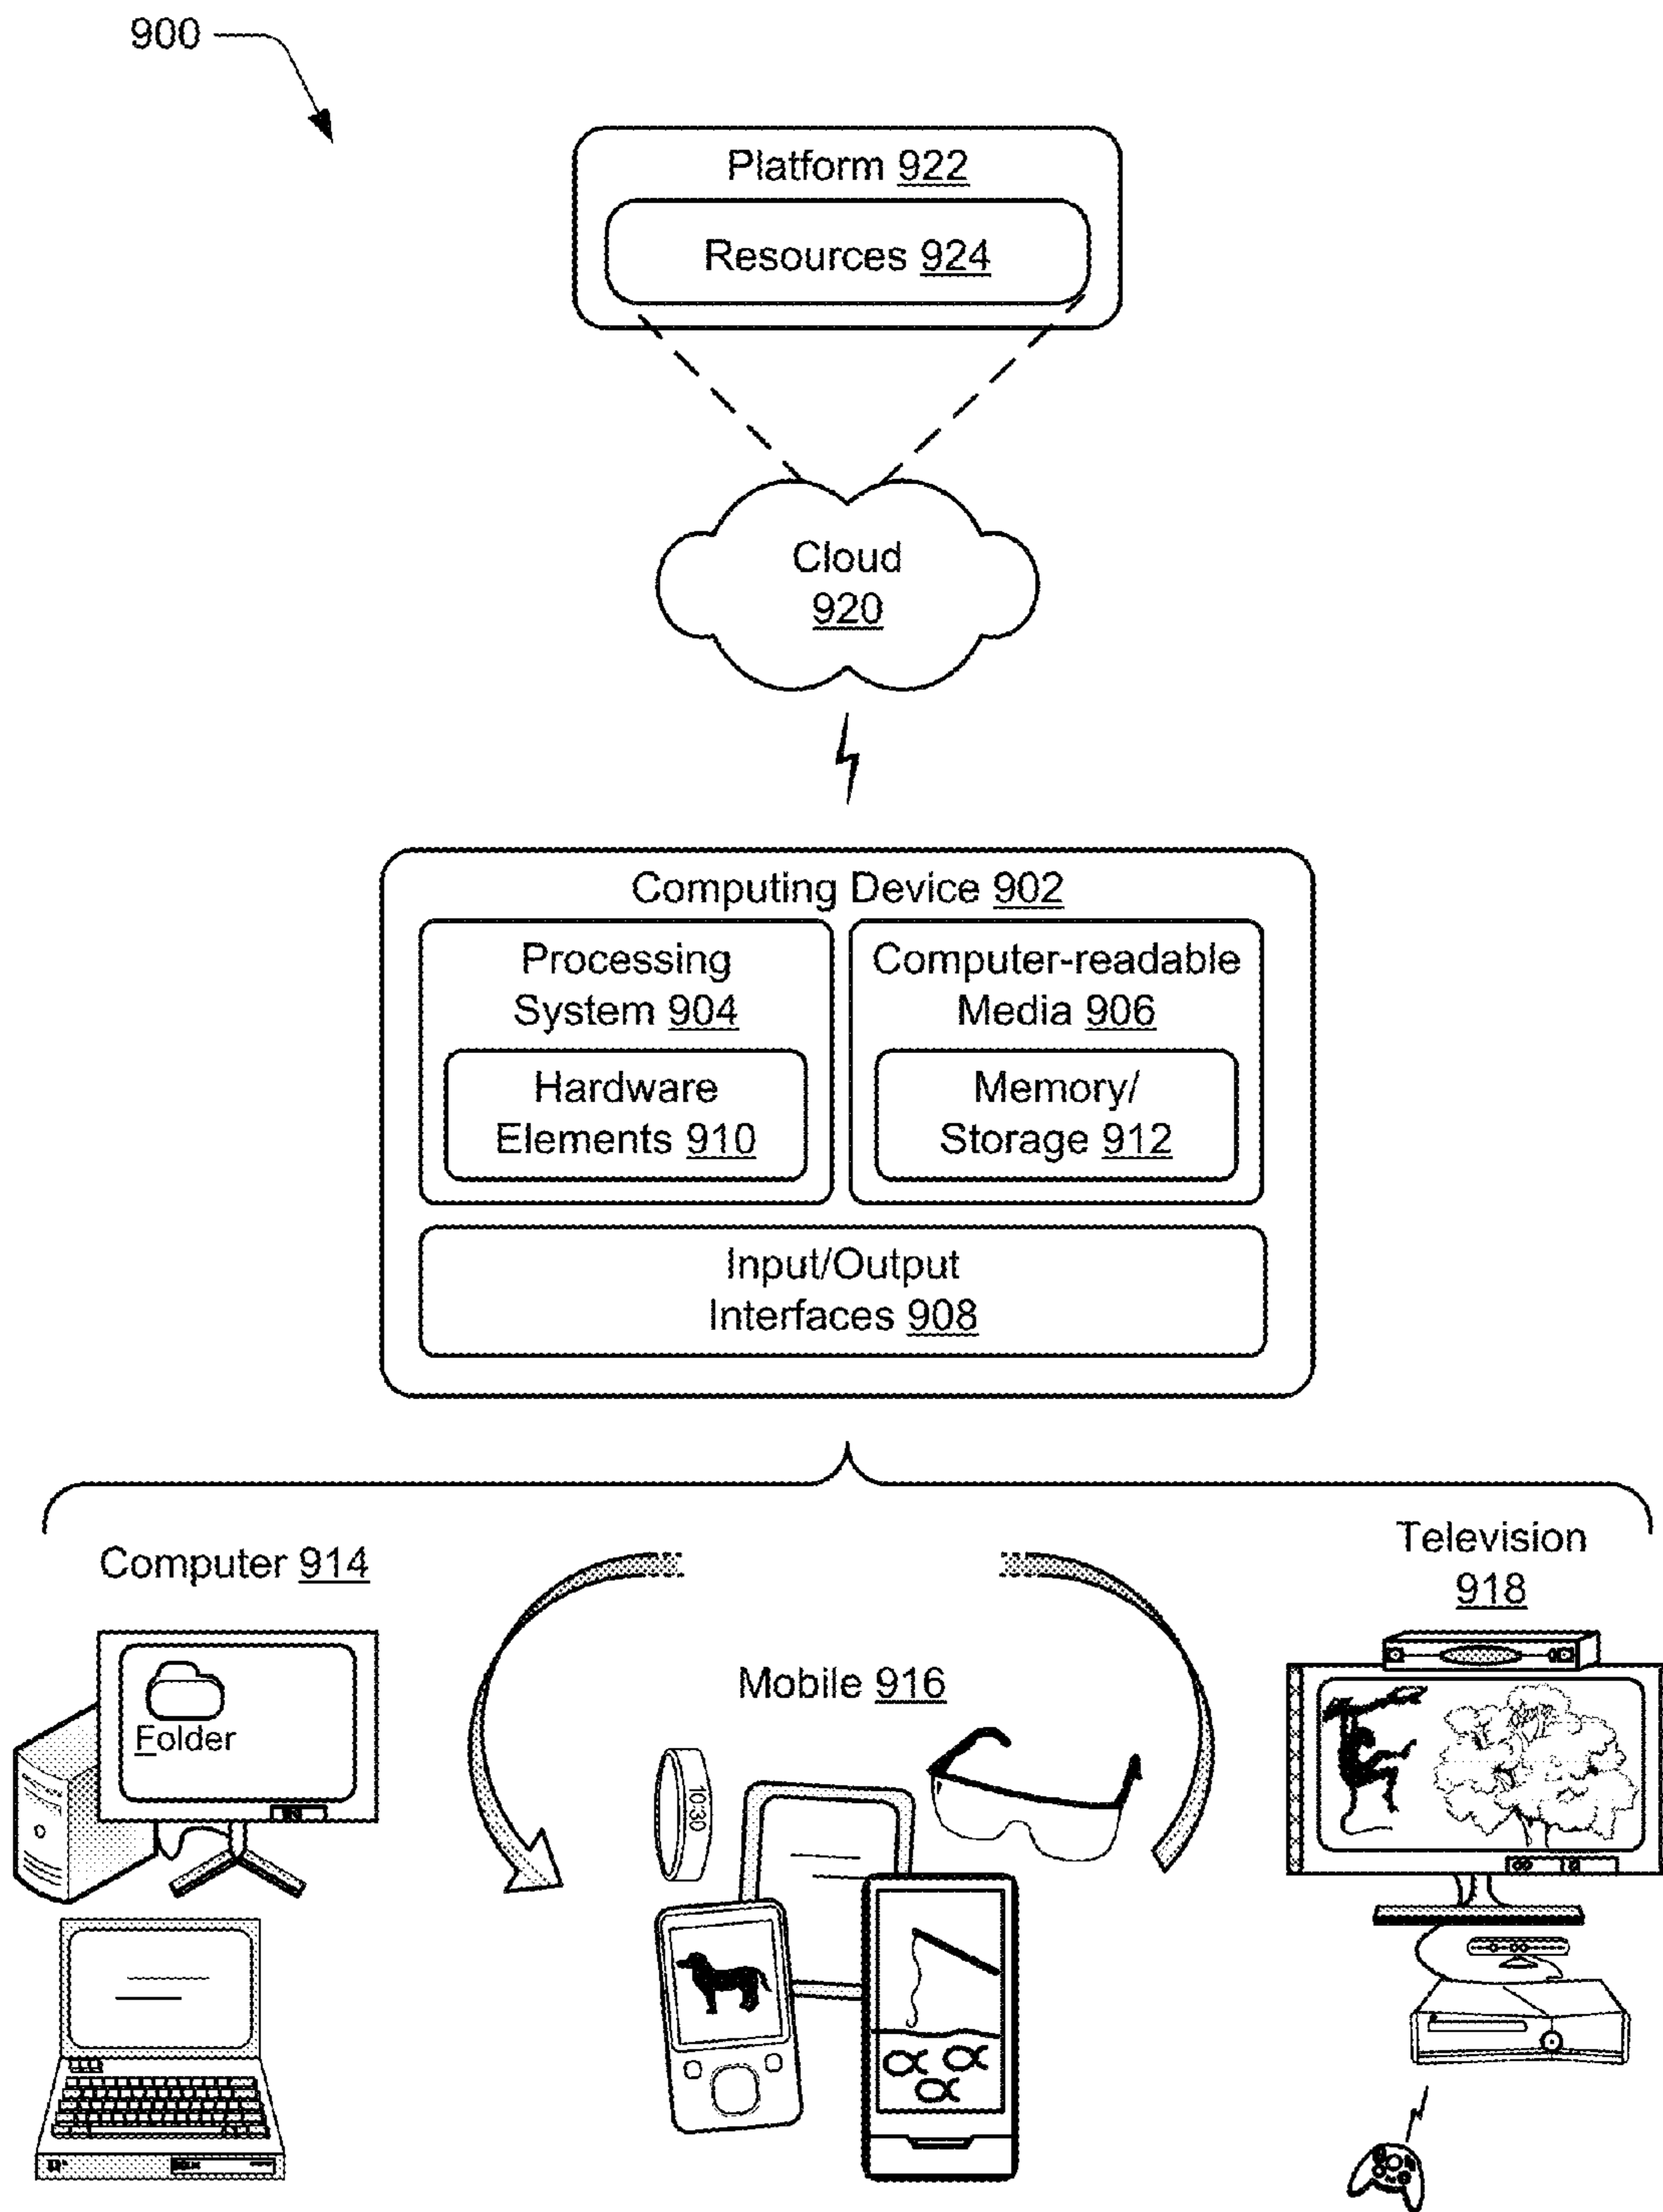 900
Platform 922
Resources 924
Cloud
920
Computing Device 902
Processing
System 904
Computer-readable
Media 906
Hardware
Elements 910
Memory/
Storage 912
Input/Output
Interfaces 908
Computer 914
Television
918
Mobile 916
Folder
10:30